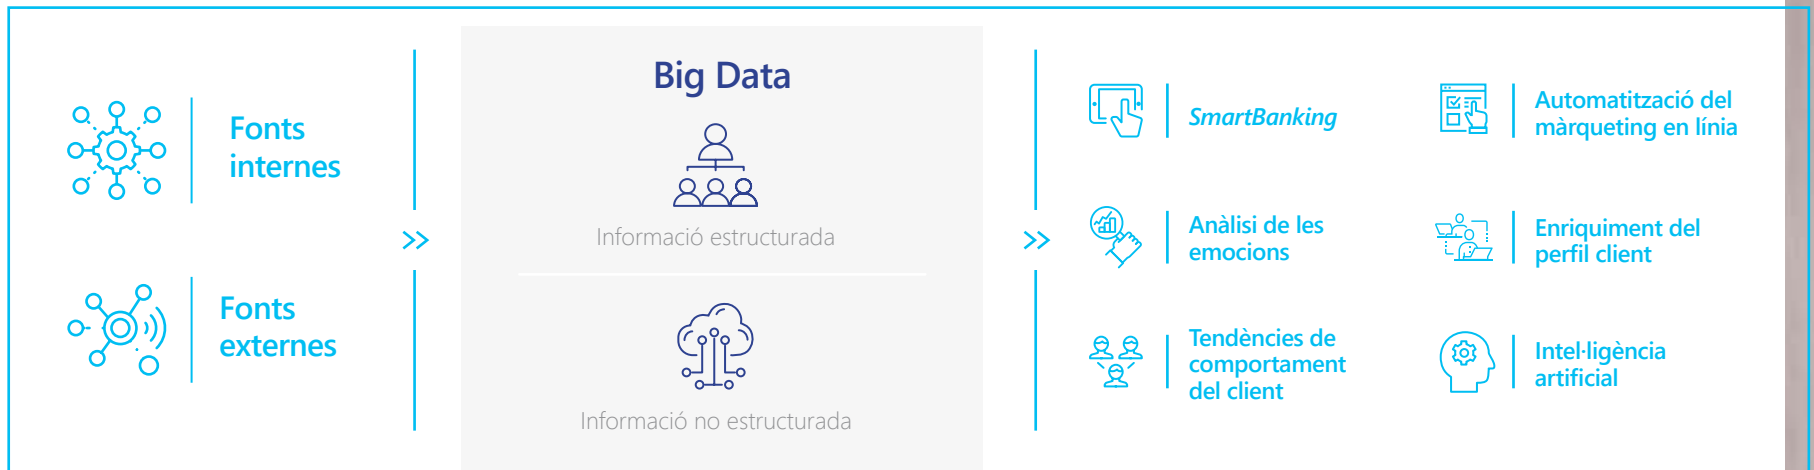 Fonts
internes
Fonts
externes
Big Data
Informació estructurada
Informació no estructurada
SmartBanking
Automatització del
màrqueting en línia
Anàlisi de les
emocions
Enriquiment del
perfil client
Tendències de
comportament
del client
Intel·ligència
artificial